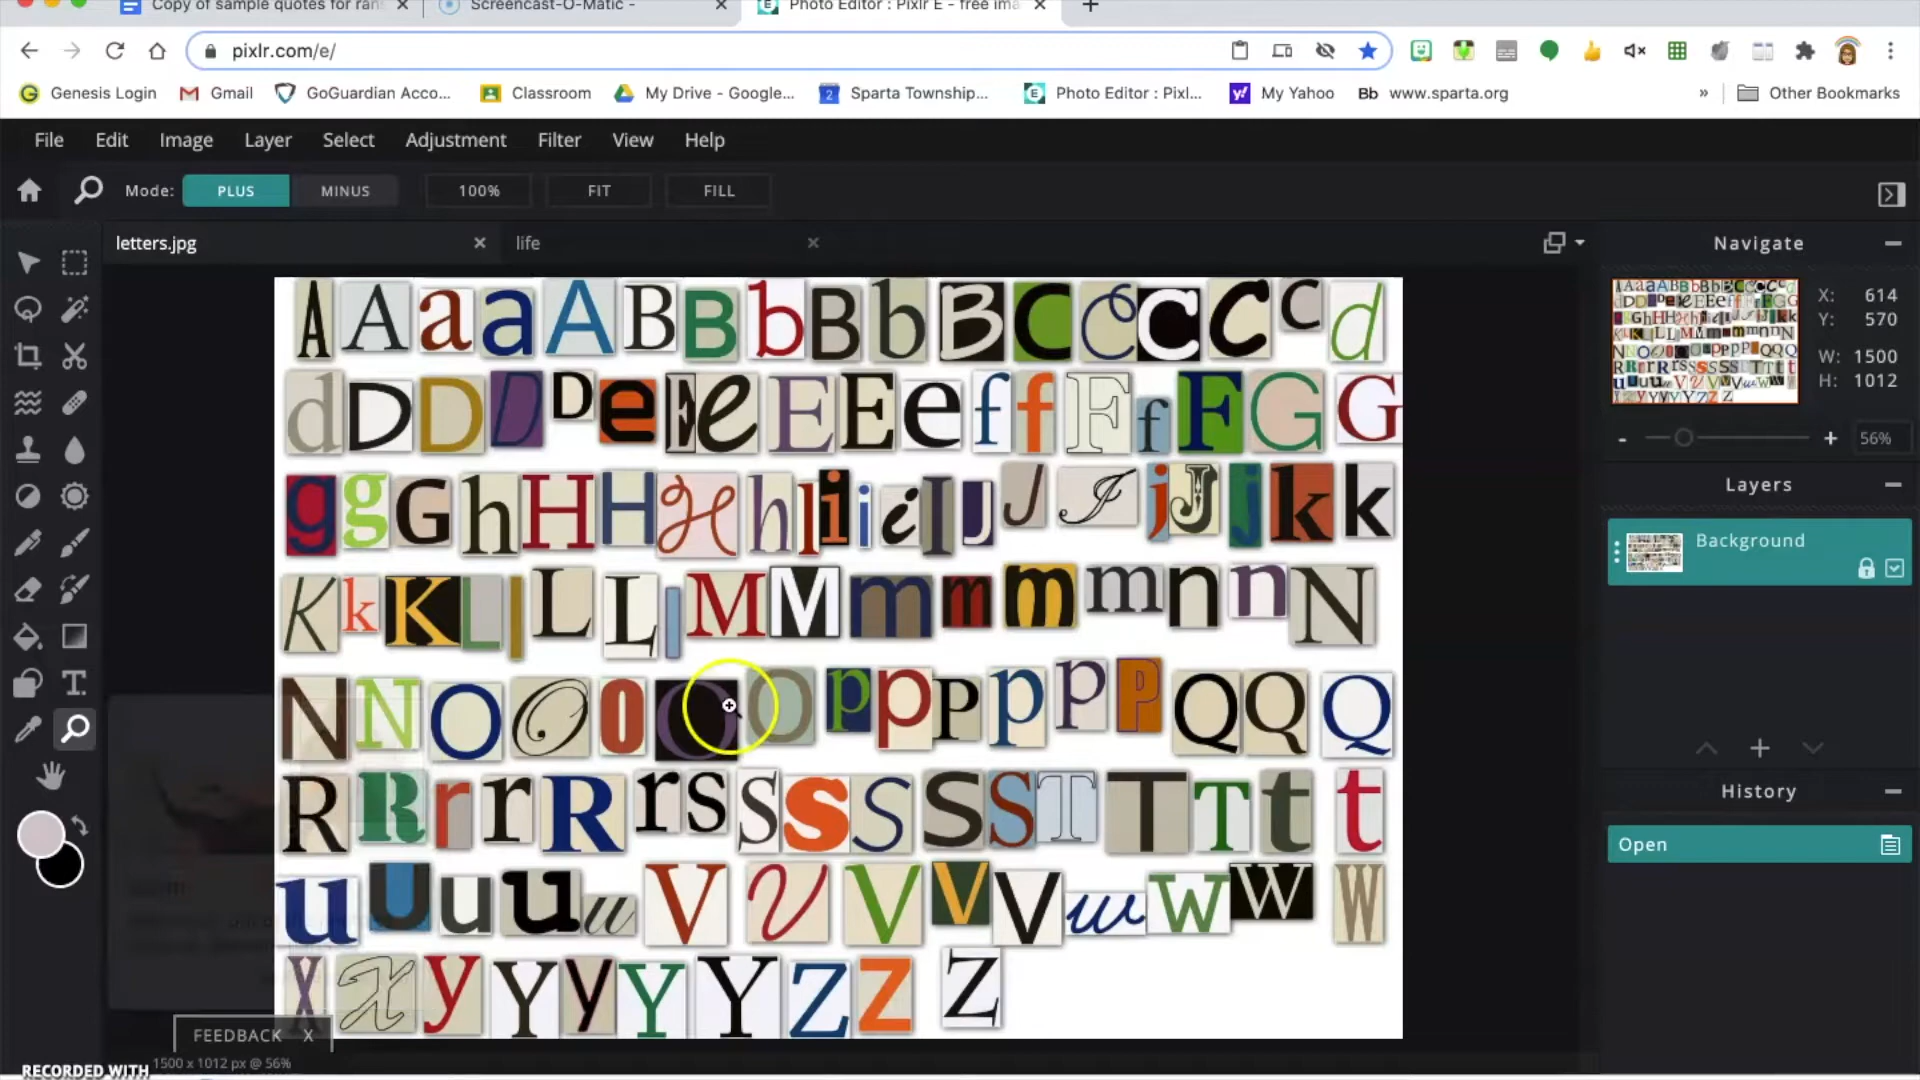 Copy of sample quotes for ran
Screencast-O-Matic -
Photo Editor : Pixlr E - free ima
pixlr.com/e/
Genesis Login
Gmail
GoGuardian Acco...
Classroom
My Drive - Google...
2 Sparta Township...
Photo Editor : Pixl...
My Yahoo
Bb www.sparta.org
Other Bookmarks
File Edit Image Layer Select Adjustment Filter View Help
Mode: PLUS MINUS 100% FIT FILL
letters.jpg
life
Navigate
X: 614
Y: 570
W: 1500
H: 1012
56%
Layers
Background
History
Open
A A a a A B B b B b B C C C C C d
d D D D D e E e E E e f f F f F G G
g g G h H H H h l i i i I J J J j J j k k
K k K L l L L l M M m m m m n n N
N N O O O O O p p P p p P Q Q Q
R R r r R r s S S S S S T T T t t
u U u u u V V V V V w w W W
X X y Y y Y Y Z Z Z
FEEDBACK X
1500 x 1012 px @ 56%
RECORDED WITH